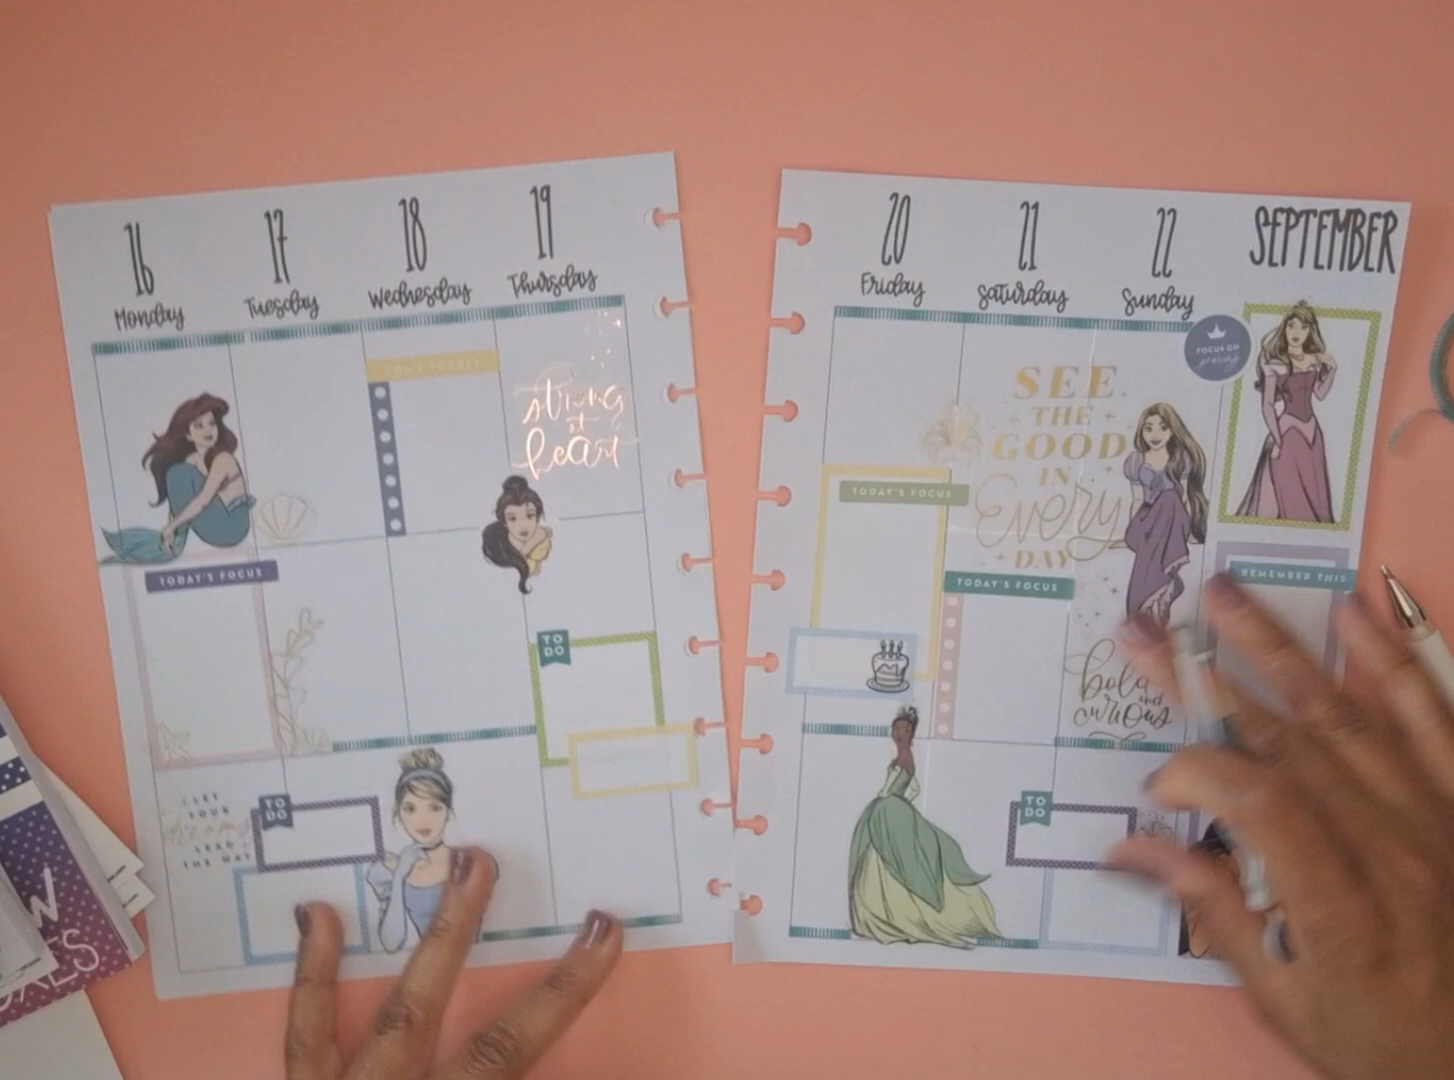 16
Monday
17
Tuesday
18
Wednesday
19
Thursday
strong
at
heart
TODAY'S FOCUS
TO
DO
LET
YOUR
dreams
LEAD
THE WAY
TO
DO
20
Friday
21
Saturday
22
Sunday
SEPTEMBER
FOCUS ON
SEE
THE
GOOD
IN
Every
DAY
TODAY'S FOCUS
TODAY'S FOCUS
REMEMBER THIS
bold
and
curious
TO
DO